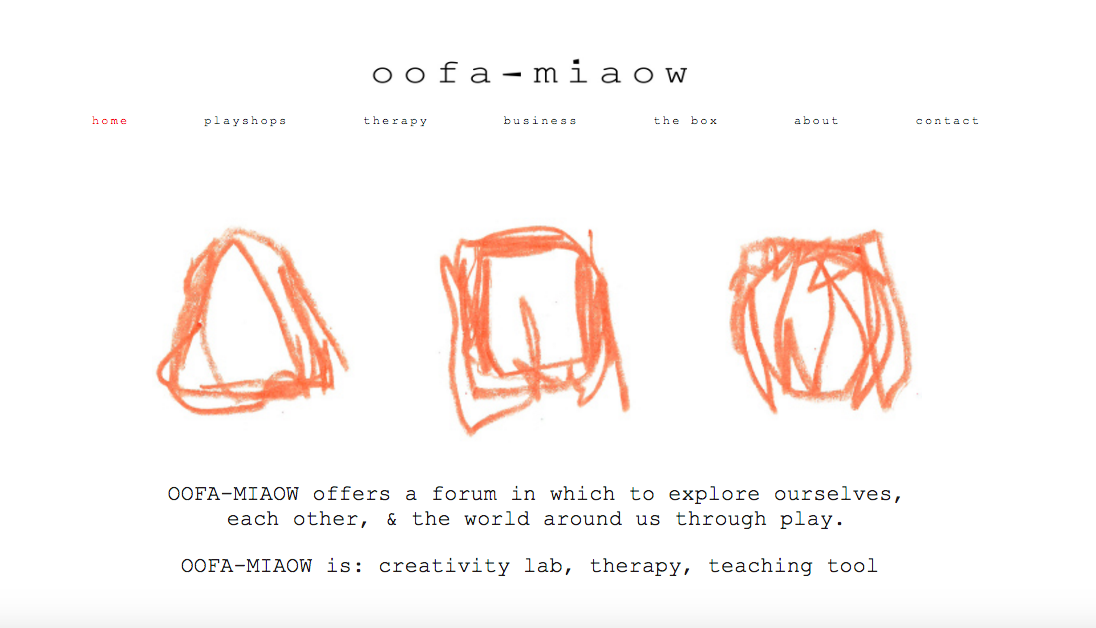 oofa-miaow
home playshops therapy business the box about contact
OOFA-MIAOW offers a forum in which to explore ourselves,
each other, & the world around us through play.
OOFA-MIAOW is: creativity lab, therapy, teaching tool